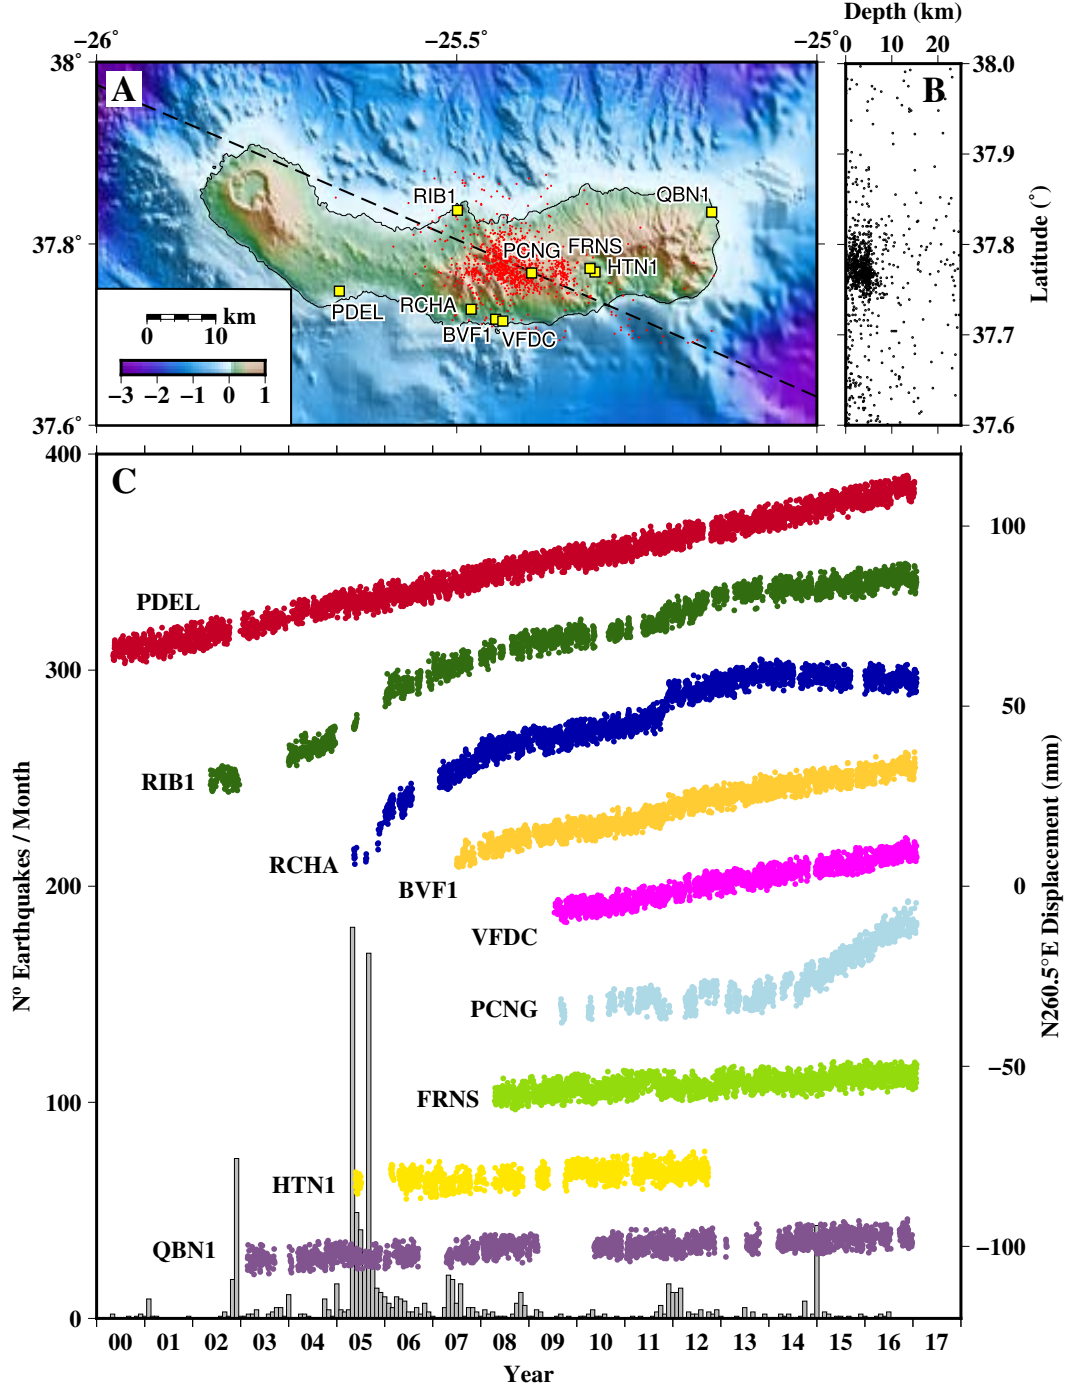 Depth (km)
−26° −25.5° −25° 0 10 20
38° A B 38.0
37.9
RIB1 QBN1
37.8° PCNG FRNS 37.8
HTN1
PDEL RCHA
BVF1 VFDC
0 10 km
37.7
−3 −2 −1 0 1
37.6° 37.6
Latitude (°)
400 C
100
PDEL
300
50
RIB1
RCHA
BVF1
200 0
VFDC
PCNG
−50
100 FRNS
HTN1
QBN1 −100
0
00 01 02 03 04 05 06 07 08 09 10 11 12 13 14 15 16 17
Year
Nº Earthquakes / Month
N260.5°E Displacement (mm)